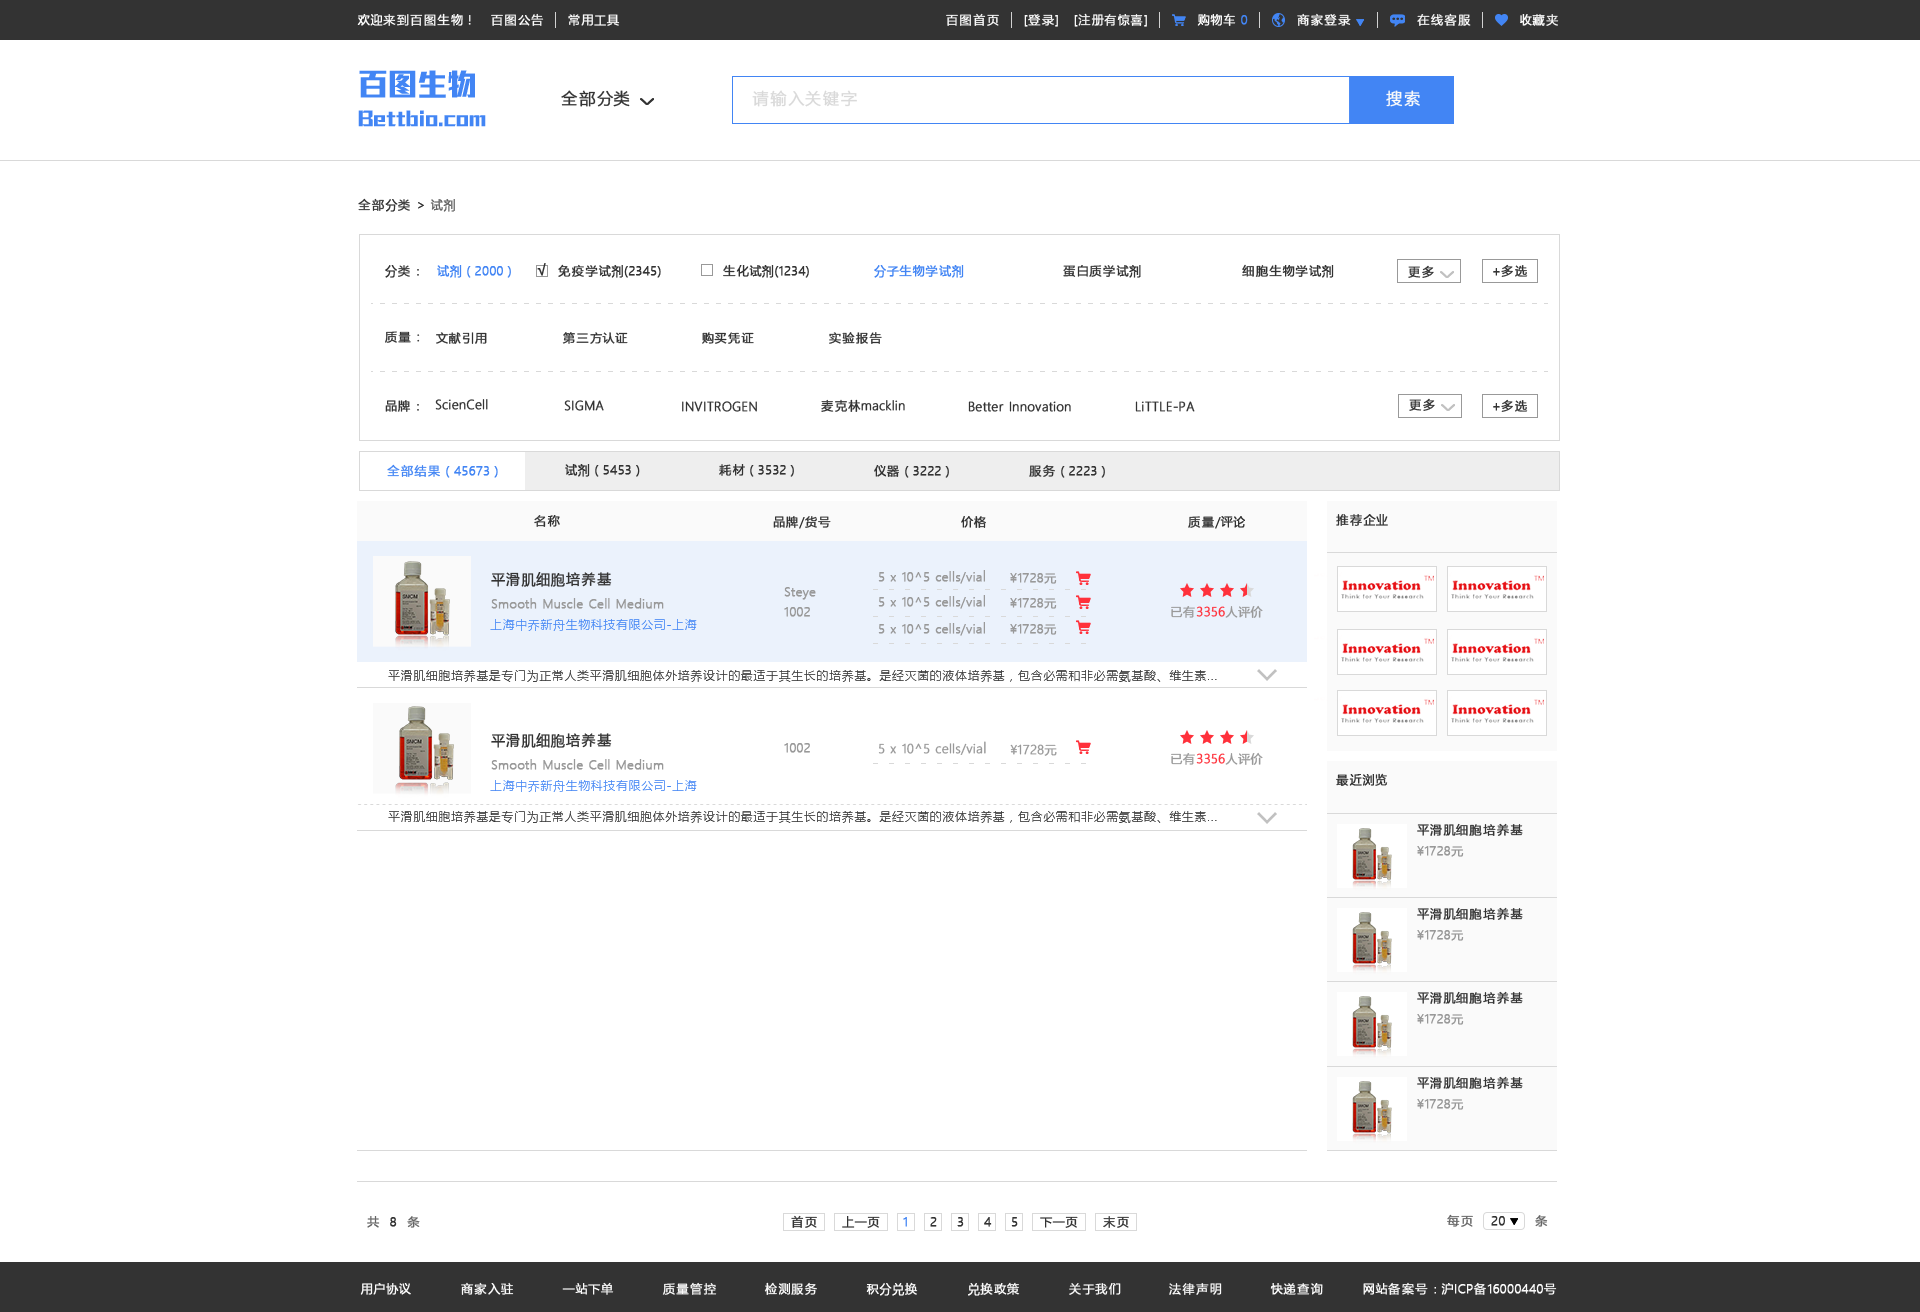 欢迎来到百图生物！ 百图公告 常用工具 百图首页 [登录] [注册有惊喜] 购物车 0 商家登录 在线客服 收藏夹
百图生物
Bettbio.com
全部分类
请输入关键字
搜索
全部分类 > 试剂
分类： 试剂 ( 2000 ) 免疫学试剂(2345) 生化试剂(1234) 分子生物学试剂 蛋白质学试剂 细胞生物学试剂 更多 +多选
质量： 文献引用 第三方认证 购买凭证 实验报告
品牌： ScienCell SIGMA INVITROGEN 麦克林macklin Better Innovation LiTTLE-PA 更多 +多选
全部结果 ( 45673 ) 试剂 ( 5453 ) 耗材 ( 3532 ) 仪器 ( 3222 ) 服务 ( 2223 )
名称 品牌/货号 价格 质量/评论
平滑肌细胞培养基
Smooth Muscle Cell Medium
上海中乔新舟生物科技有限公司-上海
SMCM
Steye
1002
5 x 10^5 cells/vial ¥1728元
5 x 10^5 cells/vial ¥1728元
5 x 10^5 cells/vial ¥1728元
已有3356人评价
平滑肌细胞培养基是专门为正常人类平滑肌细胞体外培养设计的最适于其生长的培养基。是经灭菌的液体培养基，包含必需和非必需氨基酸、维生素...
平滑肌细胞培养基
Smooth Muscle Cell Medium
上海中乔新舟生物科技有限公司-上海
SMCM
1002
5 x 10^5 cells/vial ¥1728元
已有3356人评价
平滑肌细胞培养基是专门为正常人类平滑肌细胞体外培养设计的最适于其生长的培养基。是经灭菌的液体培养基，包含必需和非必需氨基酸、维生素...
推荐企业
Innovation TM
Think for Your Research
Innovation TM
Think for Your Research
Innovation TM
Think for Your Research
Innovation TM
Think for Your Research
Innovation TM
Think for Your Research
Innovation TM
Think for Your Research
最近浏览
平滑肌细胞培养基
¥1728元
平滑肌细胞培养基
¥1728元
平滑肌细胞培养基
¥1728元
平滑肌细胞培养基
¥1728元
共 8 条 首页 上一页 1 2 3 4 5 下一页 末页 每页 20 条
用户协议 商家入驻 一站下单 质量管控 检测服务 积分兑换 兑换政策 关于我们 法律声明 快递查询 网站备案号：沪ICP备16000440号